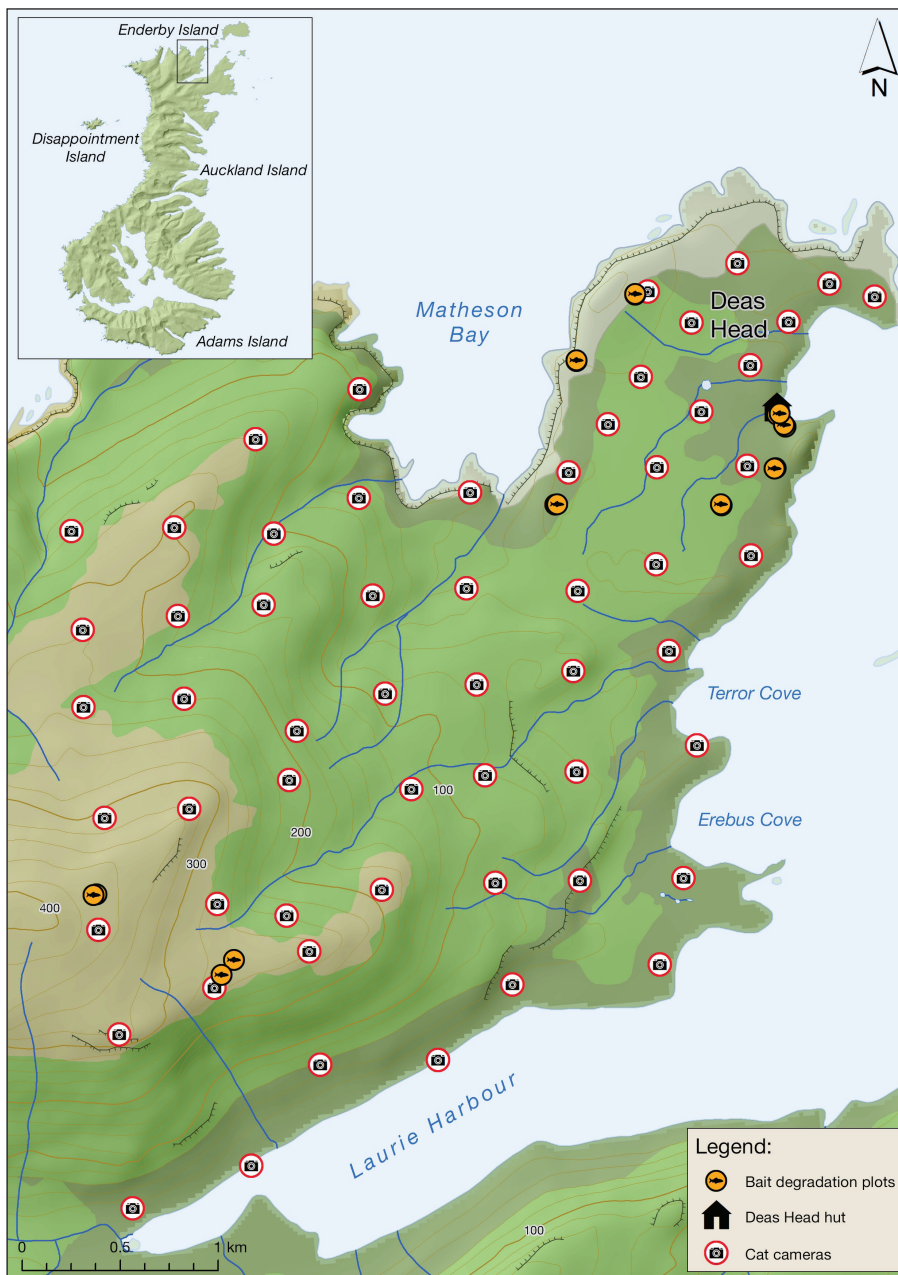 Enderby Island
Disappointment
Island
Auckland Island
Adams Island
N
Matheson
Bay
Deas
Head
Terror Cove
Erebus Cove
100
200
300
400
Laurie Harbour
100
0
0.5
1 km
Legend:
Bait degradation plots
Deas Head hut
Cat cameras